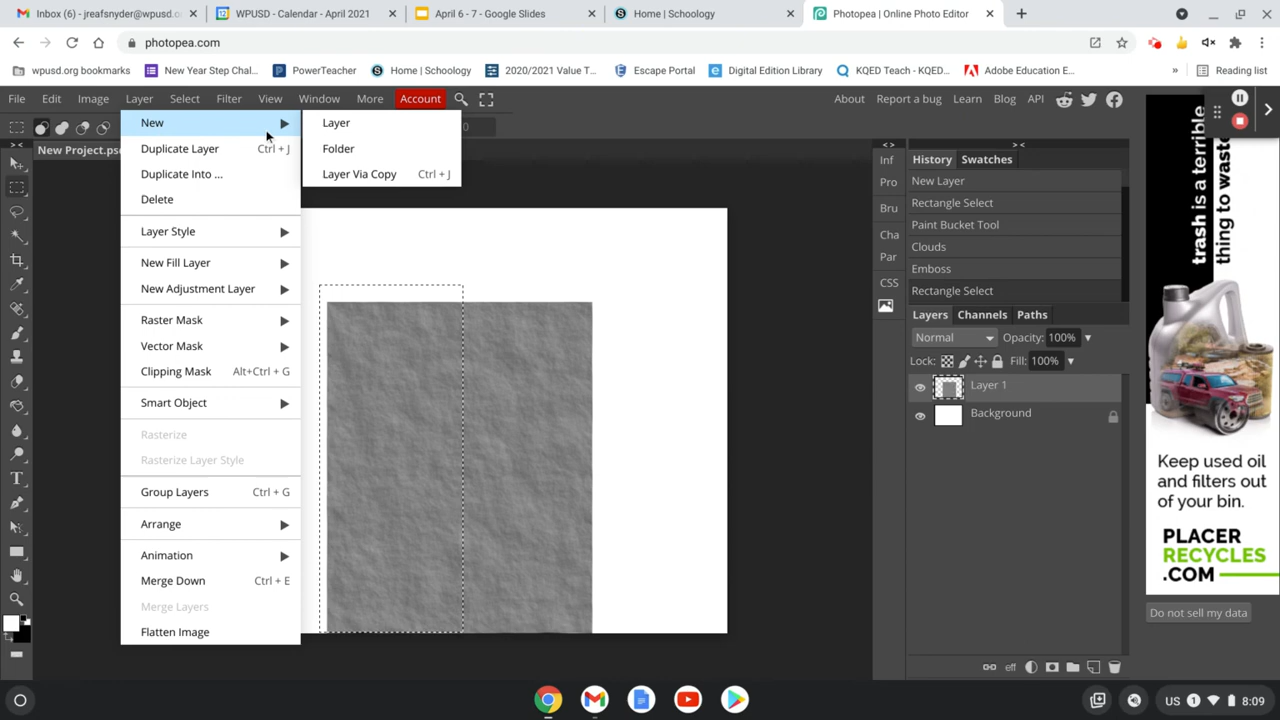 Inbox (6) - jreafsnyder@wpusd.o
WPUSD - Calendar - April 2021
April 6 - 7 - Google Slides
Home | Schoology
Photopea | Online Photo Editor
photopea.com
wpusd.org bookmarks
New Year Step Chal...
PowerTeacher
Home | Schoology
2020/2021 Value T...
Escape Portal
Digital Edition Library
KQED Teach - KQED...
Adobe Education E...
»
Reading list
File Edit Image Layer Select Filter View Window More Account
About Report a bug Learn Blog API
New
Duplicate Layer Ctrl + J
Duplicate Into ...
Delete
Layer Style
New Fill Layer
New Adjustment Layer
Raster Mask
Vector Mask
Clipping Mask Alt+Ctrl + G
Smart Object
Rasterize
Rasterize Layer Style
Group Layers Ctrl + G
Arrange
Animation
Merge Down Ctrl + E
Merge Layers
Flatten Image
Layer
Folder
Layer Via Copy Ctrl + J
0
New Project.ps
<> > <
Inf
Pro
Bru
Cha
Par
CSS
History Swatches
New Layer
Rectangle Select
Paint Bucket Tool
Clouds
Emboss
Rectangle Select
Layers Channels Paths
Normal Opacity: 100%
Lock: Fill: 100%
Layer 1
Background
eff
trash is a terrible
thing to waste
Keep used oil
and filters out
of your bin.
PLACER
RECYCLES
.COM
Do not sell my data
US 1 8:09